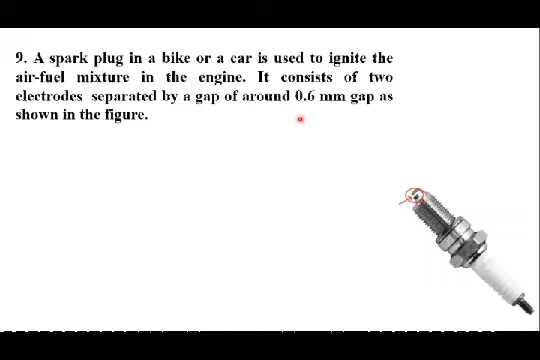 9. A spark plug in a bike or a car is used to ignite the
air-fuel mixture in the engine. It consists of two
electrodes separated by a gap of around 0.6 mm gap as
shown in the figure.